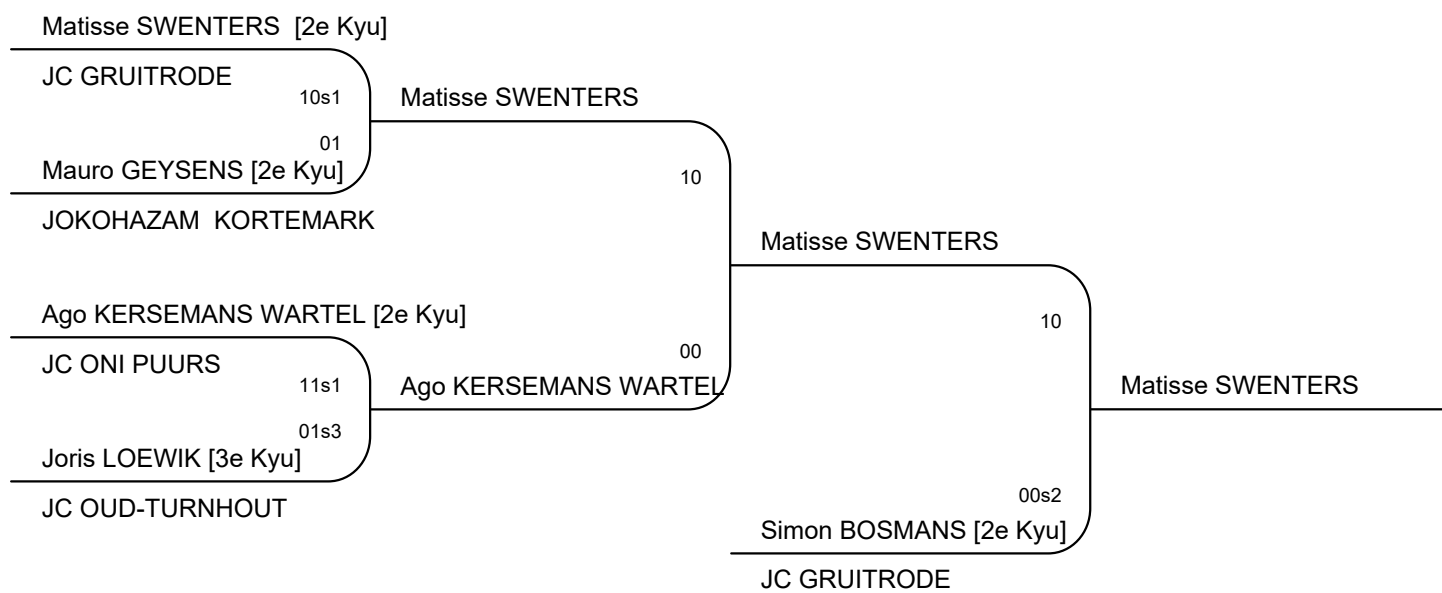 Matisse SWENTERS  [2e Kyu]
JC GRUITRODE
10s1
Matisse SWENTERS
01
Mauro GEYSENS [2e Kyu]
10
JOKOHAZAM  KORTEMARK
Matisse SWENTERS
Ago KERSEMANS WARTEL [2e Kyu]
10
JC ONI PUURS
00
11s1
Ago KERSEMANS WARTEL
Matisse SWENTERS
01s3
Joris LOEWIK [3e Kyu]
00s2
JC OUD-TURNHOUT
Simon BOSMANS [2e Kyu]
JC GRUITRODE